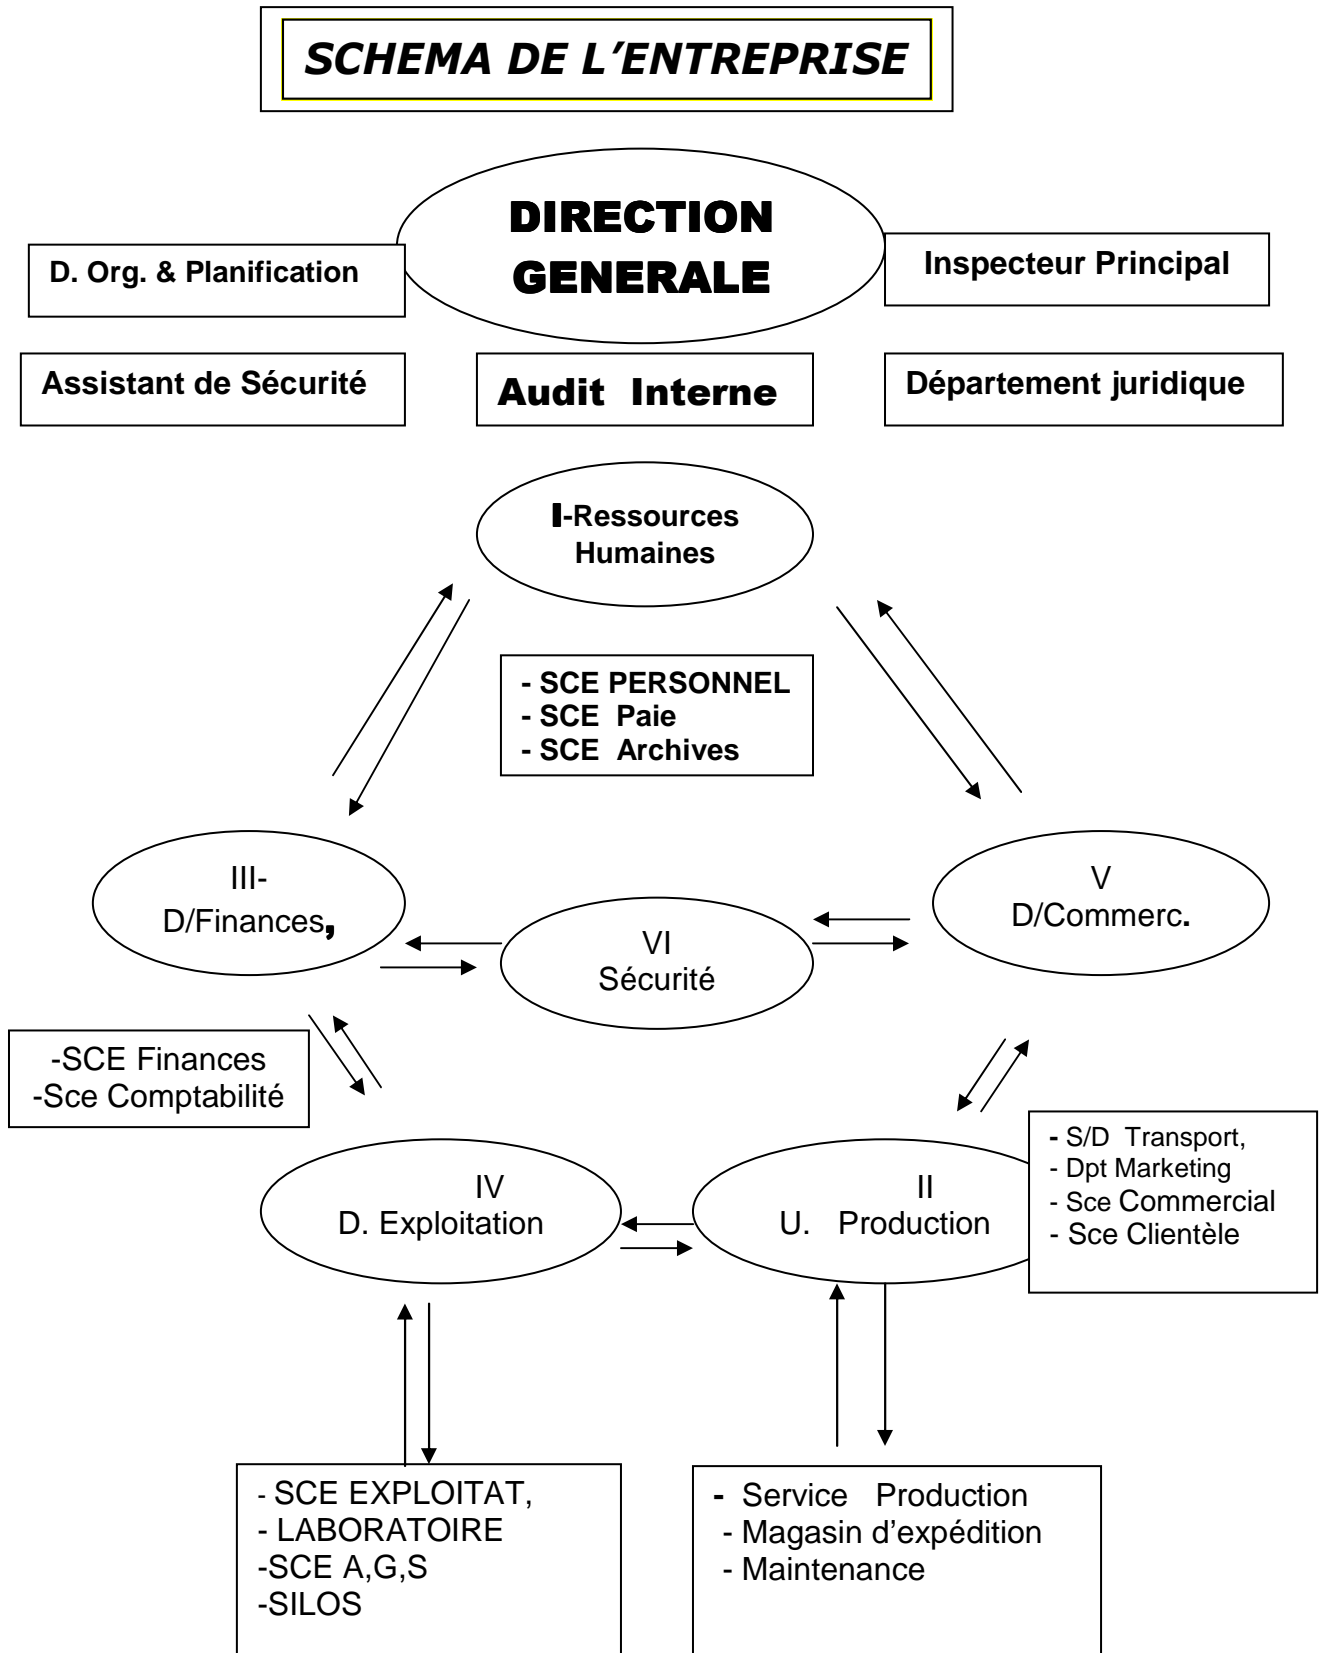 SCHEMA DE L'ENTREPRISE
DIRECTION
GENERALE
D. Org. & Planification
Inspecteur Principal
Assistant de Sécurité
Audit Interne
Département juridique
I-Ressources
Humaines
- SCE PERSONNEL
- SCE Paie
- SCE Archives
III-
D/Finances,
V
D/Commerc.
VI
Sécurité
-SCE Finances
-Sce Comptabilité
IV
D. Exploitation
II
U. Production
- S/D Transport,
- Dpt Marketing
- Sce Commercial
- Sce Clientèle
- SCE EXPLOITAT,
- LABORATOIRE
-SCE A,G,S
-SILOS
- Service Production
- Magasin d'expédition
- Maintenance